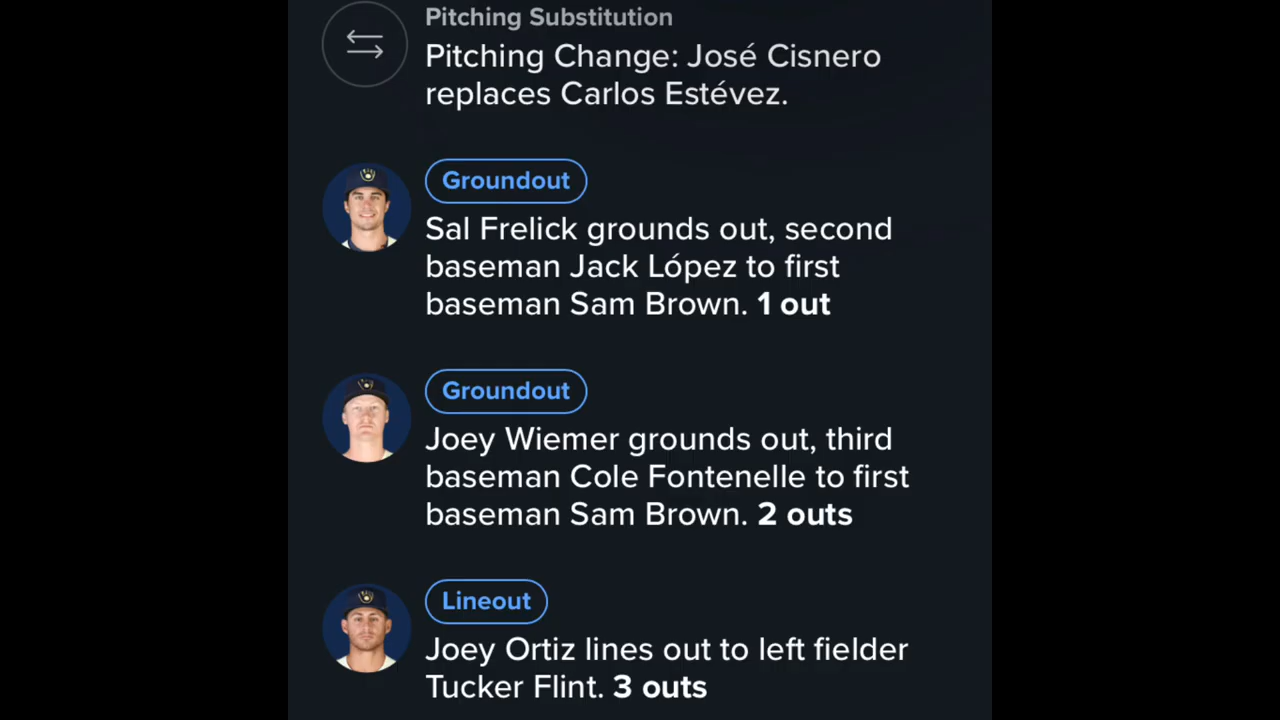 Pitching Substitution
Pitching Change: José Cisnero
replaces Carlos Estévez.
Groundout
Sal Frelick grounds out, second
baseman Jack López to first
baseman Sam Brown. 1 out
Groundout
Joey Wiemer grounds out, third
baseman Cole Fontenelle to first
baseman Sam Brown. 2 outs
Lineout
Joey Ortiz lines out to left fielder
Tucker Flint. 3 outs